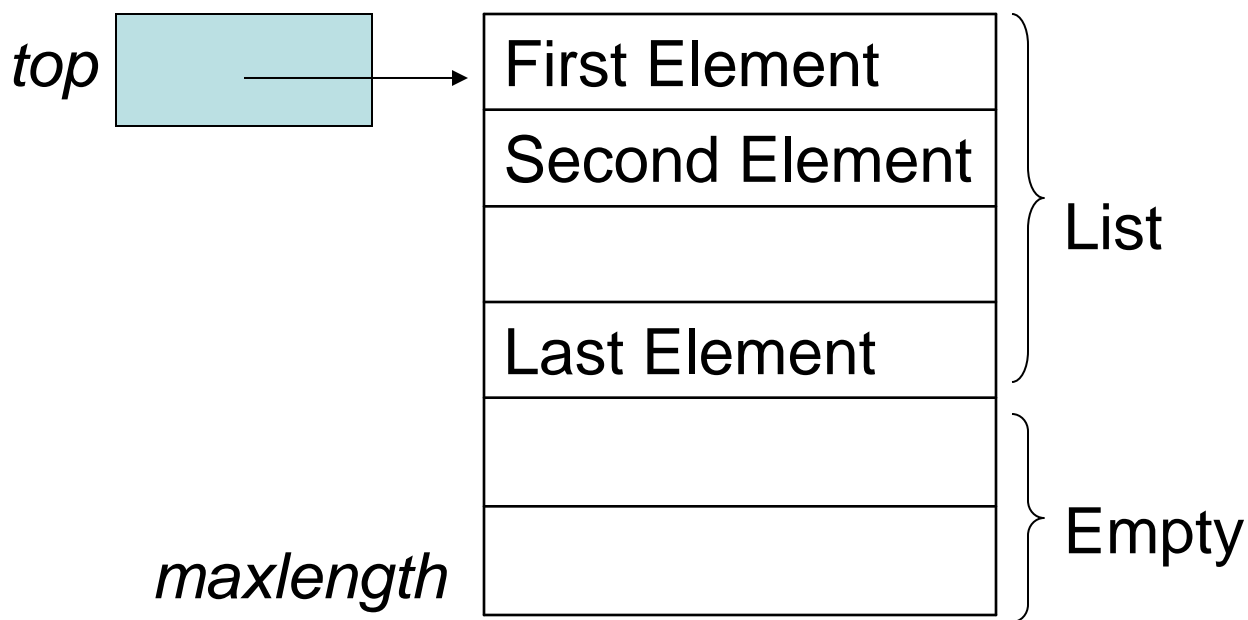 top
First Element
Second Element
List
Last Element
Empty
maxlength